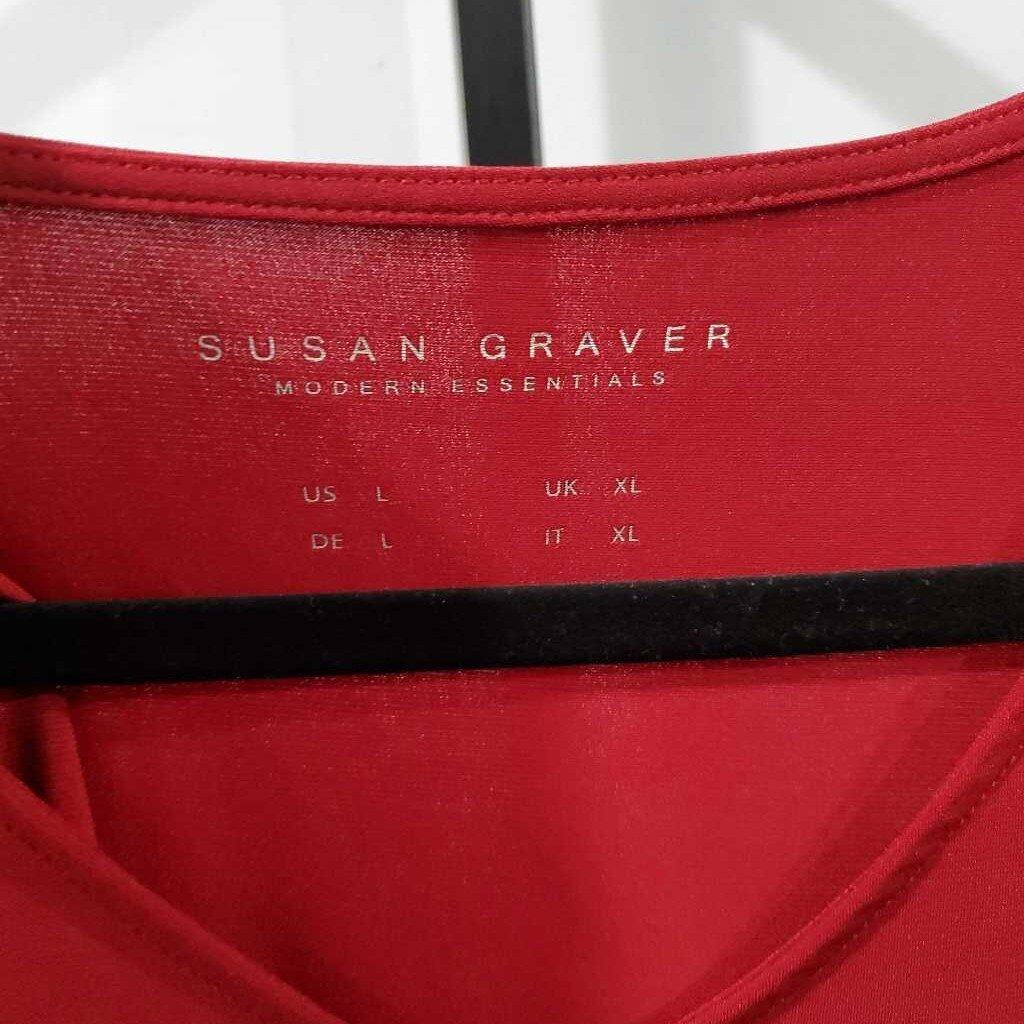 SUSAN GRAVER
MODERN ESSENTIALS
US L UK XL
DE L IT XL